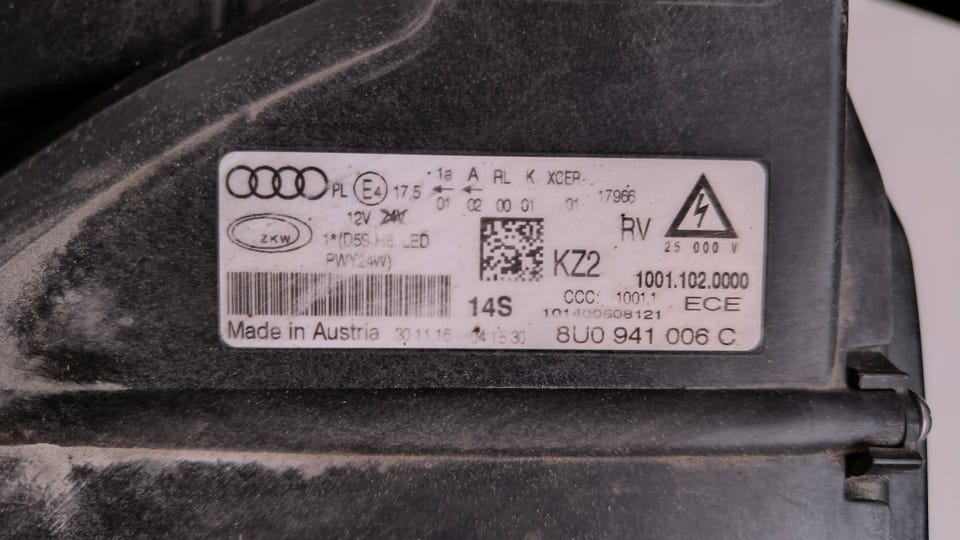 PL E4 17,5 1a A RL K XCER 17966
01 02 00 01 01
12V 24V
ZKW
1*(D5S H8 LED
PWY24W)
RV
25 000 V
KZ2
1001.102.0000
14S
CCC: 1001.1 ECE
101400608121
Made in Austria 30.11.16 04:15:30 8U0 941 006 C